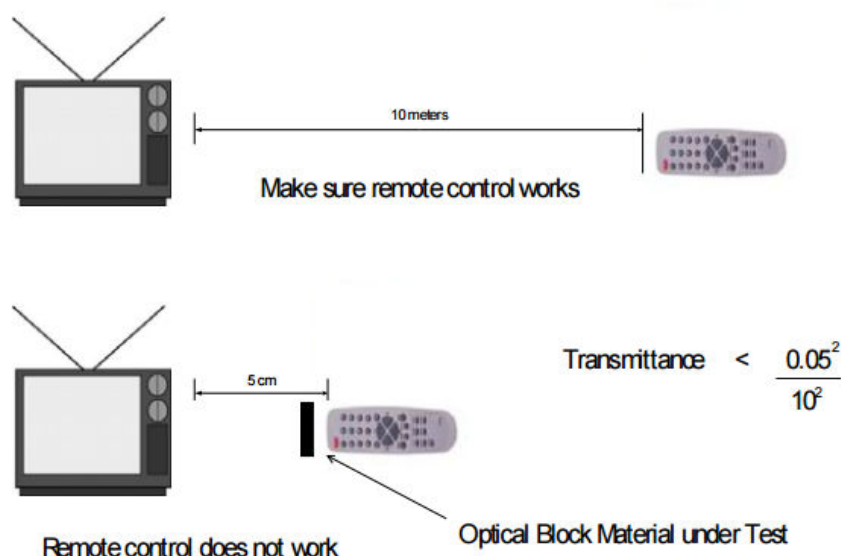 10 meters
Make sure remote control works
5 cm
Transmittance < 0.05²
10²
Optical Block Material under Test
Remote control does not work